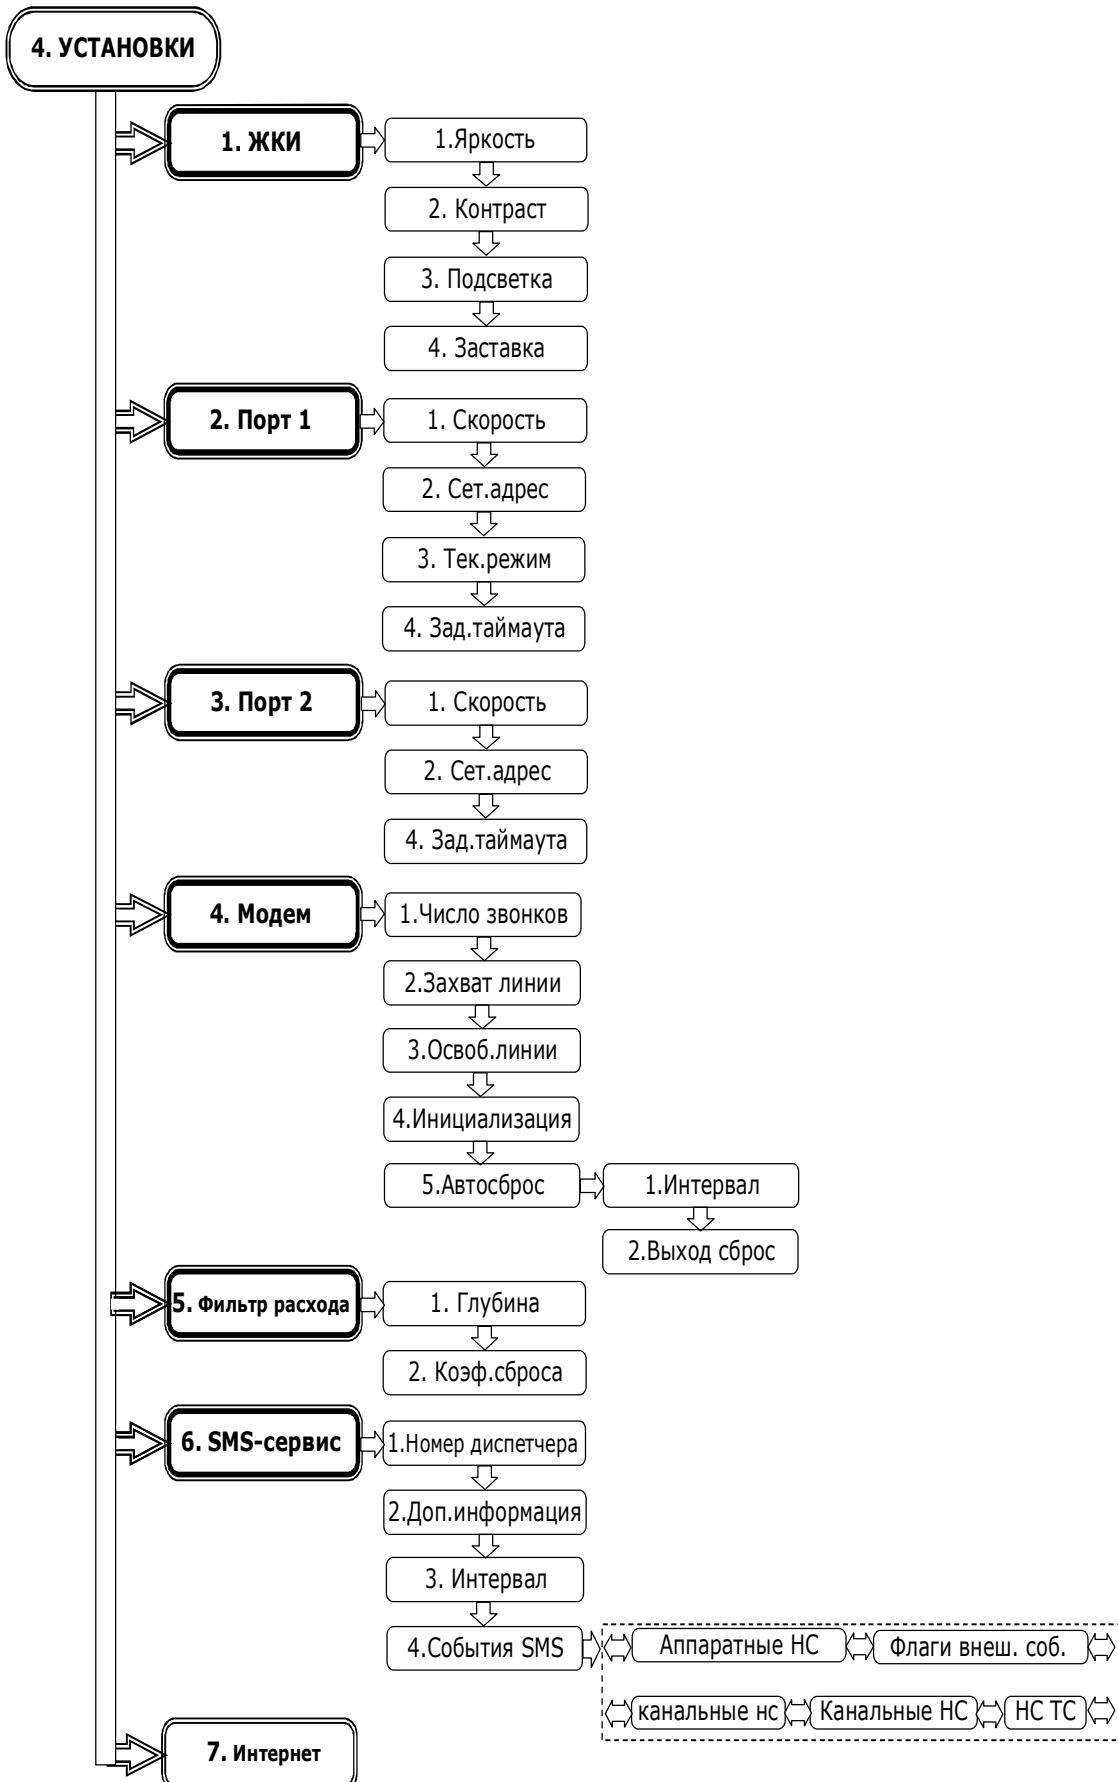 4. УСТАНОВКИ
1. ЖКИ
1.Яркость
2. Контраст
3. Подсветка
4. Заставка
2. Порт 1
1. Скорость
2. Сет.адрес
3. Тек.режим
4. Зад.таймаута
3. Порт 2
1. Скорость
2. Сет.адрес
4. Зад.таймаута
4. Модем
1.Число звонков
2.Захват линии
3.Освоб.линии
4.Инициализация
5.Автосброс
1.Интервал
2.Выход сброс
5. Фильтр расхода
1. Глубина
2. Коэф.сброса
6. SMS-сервис
1.Номер диспетчера
2.Доп.информация
3. Интервал
4.События SMS
Аппаратные НС
Флаги внеш. соб.
канальные нс
Канальные НС
НС ТС
7. Интернет